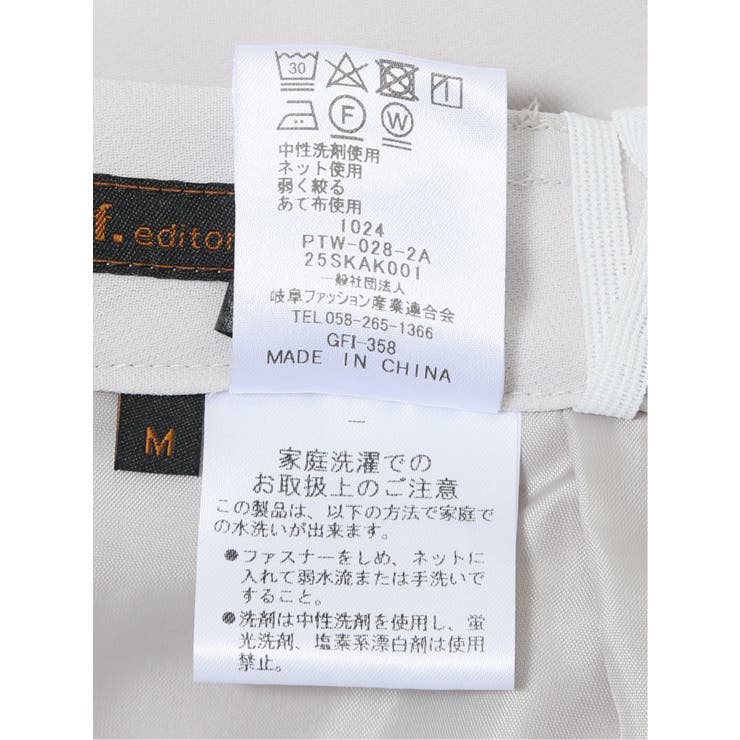 30
F
W
中性洗剤使用
ネット使用
弱く絞る
あて布使用
1024
PTW-028-2A
25SKAK001
一般社団法人
岐阜ファッション産業連合会
TEL 058-265-1366
GFI-358
MADE IN CHINA
f. editor
M
家庭洗濯での
お取扱上のご注意
この製品は、以下の方法で家庭で
の水洗いが出来ます。
●ファスナーをしめ、ネットに
入れて弱水流または手洗いで
すること。
●洗剤は中性洗剤を使用し、蛍
光洗剤、塩素系漂白剤は使用
禁止。